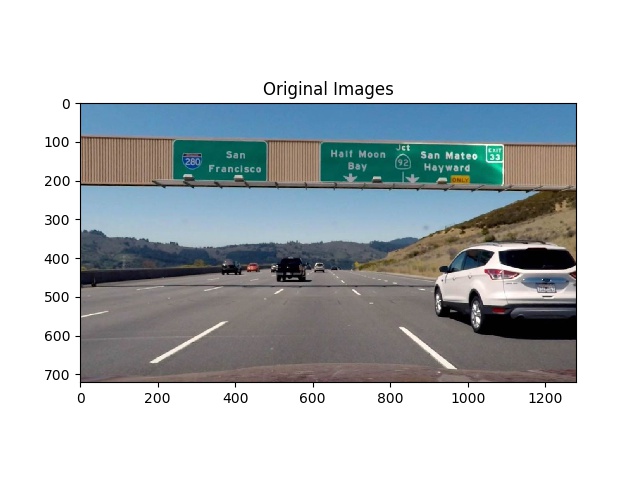 Original Images
0
100
200
300
400
500
600
700
0 200 400 600 800 1000 1200
280
San
Francisco
Half Moon
Bay
Jct
92
San Mateo
Hayward
ONLY
EXIT
33